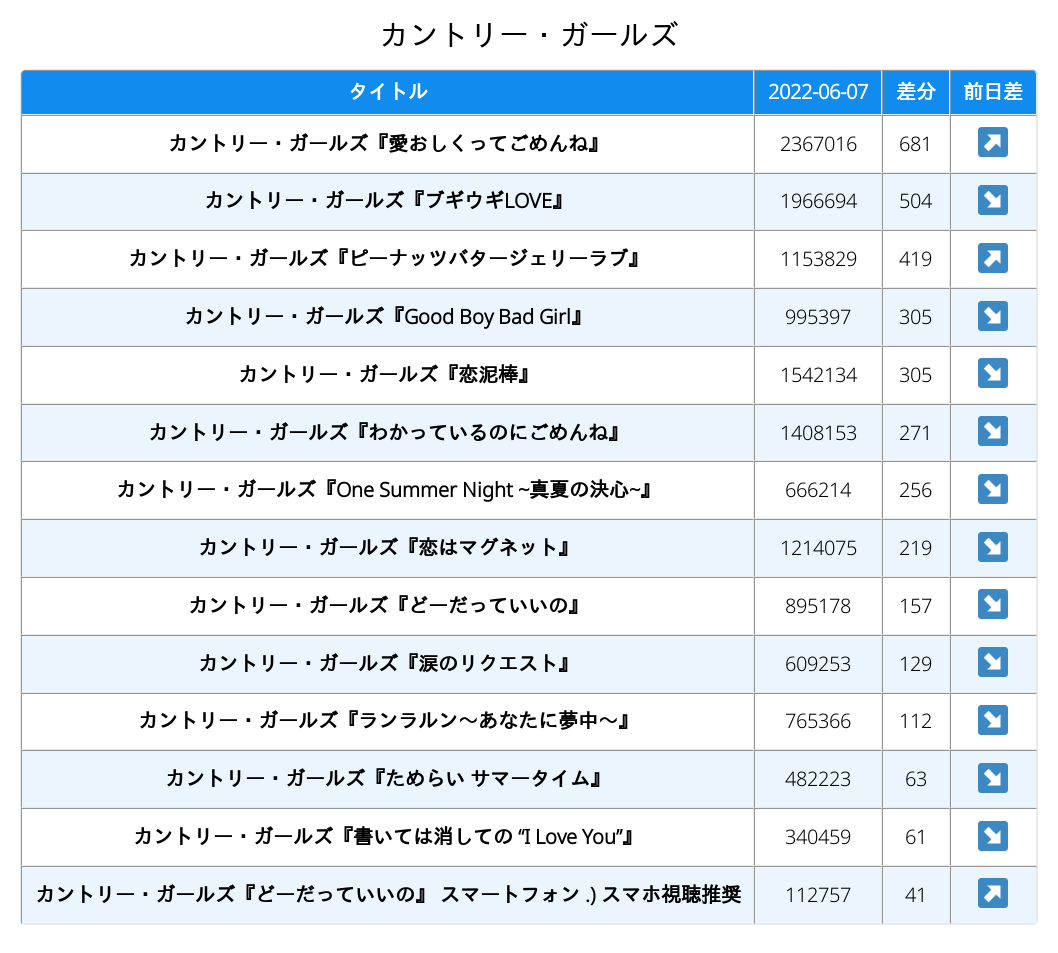 カントリー・ガールズ
タイトル 2022-06-07 差分 前日差
カントリー・ガールズ『愛おしくってごめんね』 2367016 681
カントリー・ガールズ『ブギウギLOVE』 1966694 504
カントリー・ガールズ『ピーナッツバタージェリーラブ』 1153829 419
カントリー・ガールズ『Good Boy Bad Girl』 995397 305
カントリー・ガールズ『恋泥棒』 1542134 305
カントリー・ガールズ『わかっているのにごめんね』 1408153 271
カントリー・ガールズ『One Summer Night ~真夏の決心~』 666214 256
カントリー・ガールズ『恋はマグネット』 1214075 219
カントリー・ガールズ『どーだっていいの』 895178 157
カントリー・ガールズ『涙のリクエスト』 609253 129
カントリー・ガールズ『ランラルン〜あなたに夢中〜』 765366 112
カントリー・ガールズ『ためらい サマータイム』 482223 63
カントリー・ガールズ『書いては消しての “I Love You”』 340459 61
カントリー・ガールズ『どーだっていいの』 スマートフォン .) スマホ視聴推奨 112757 41